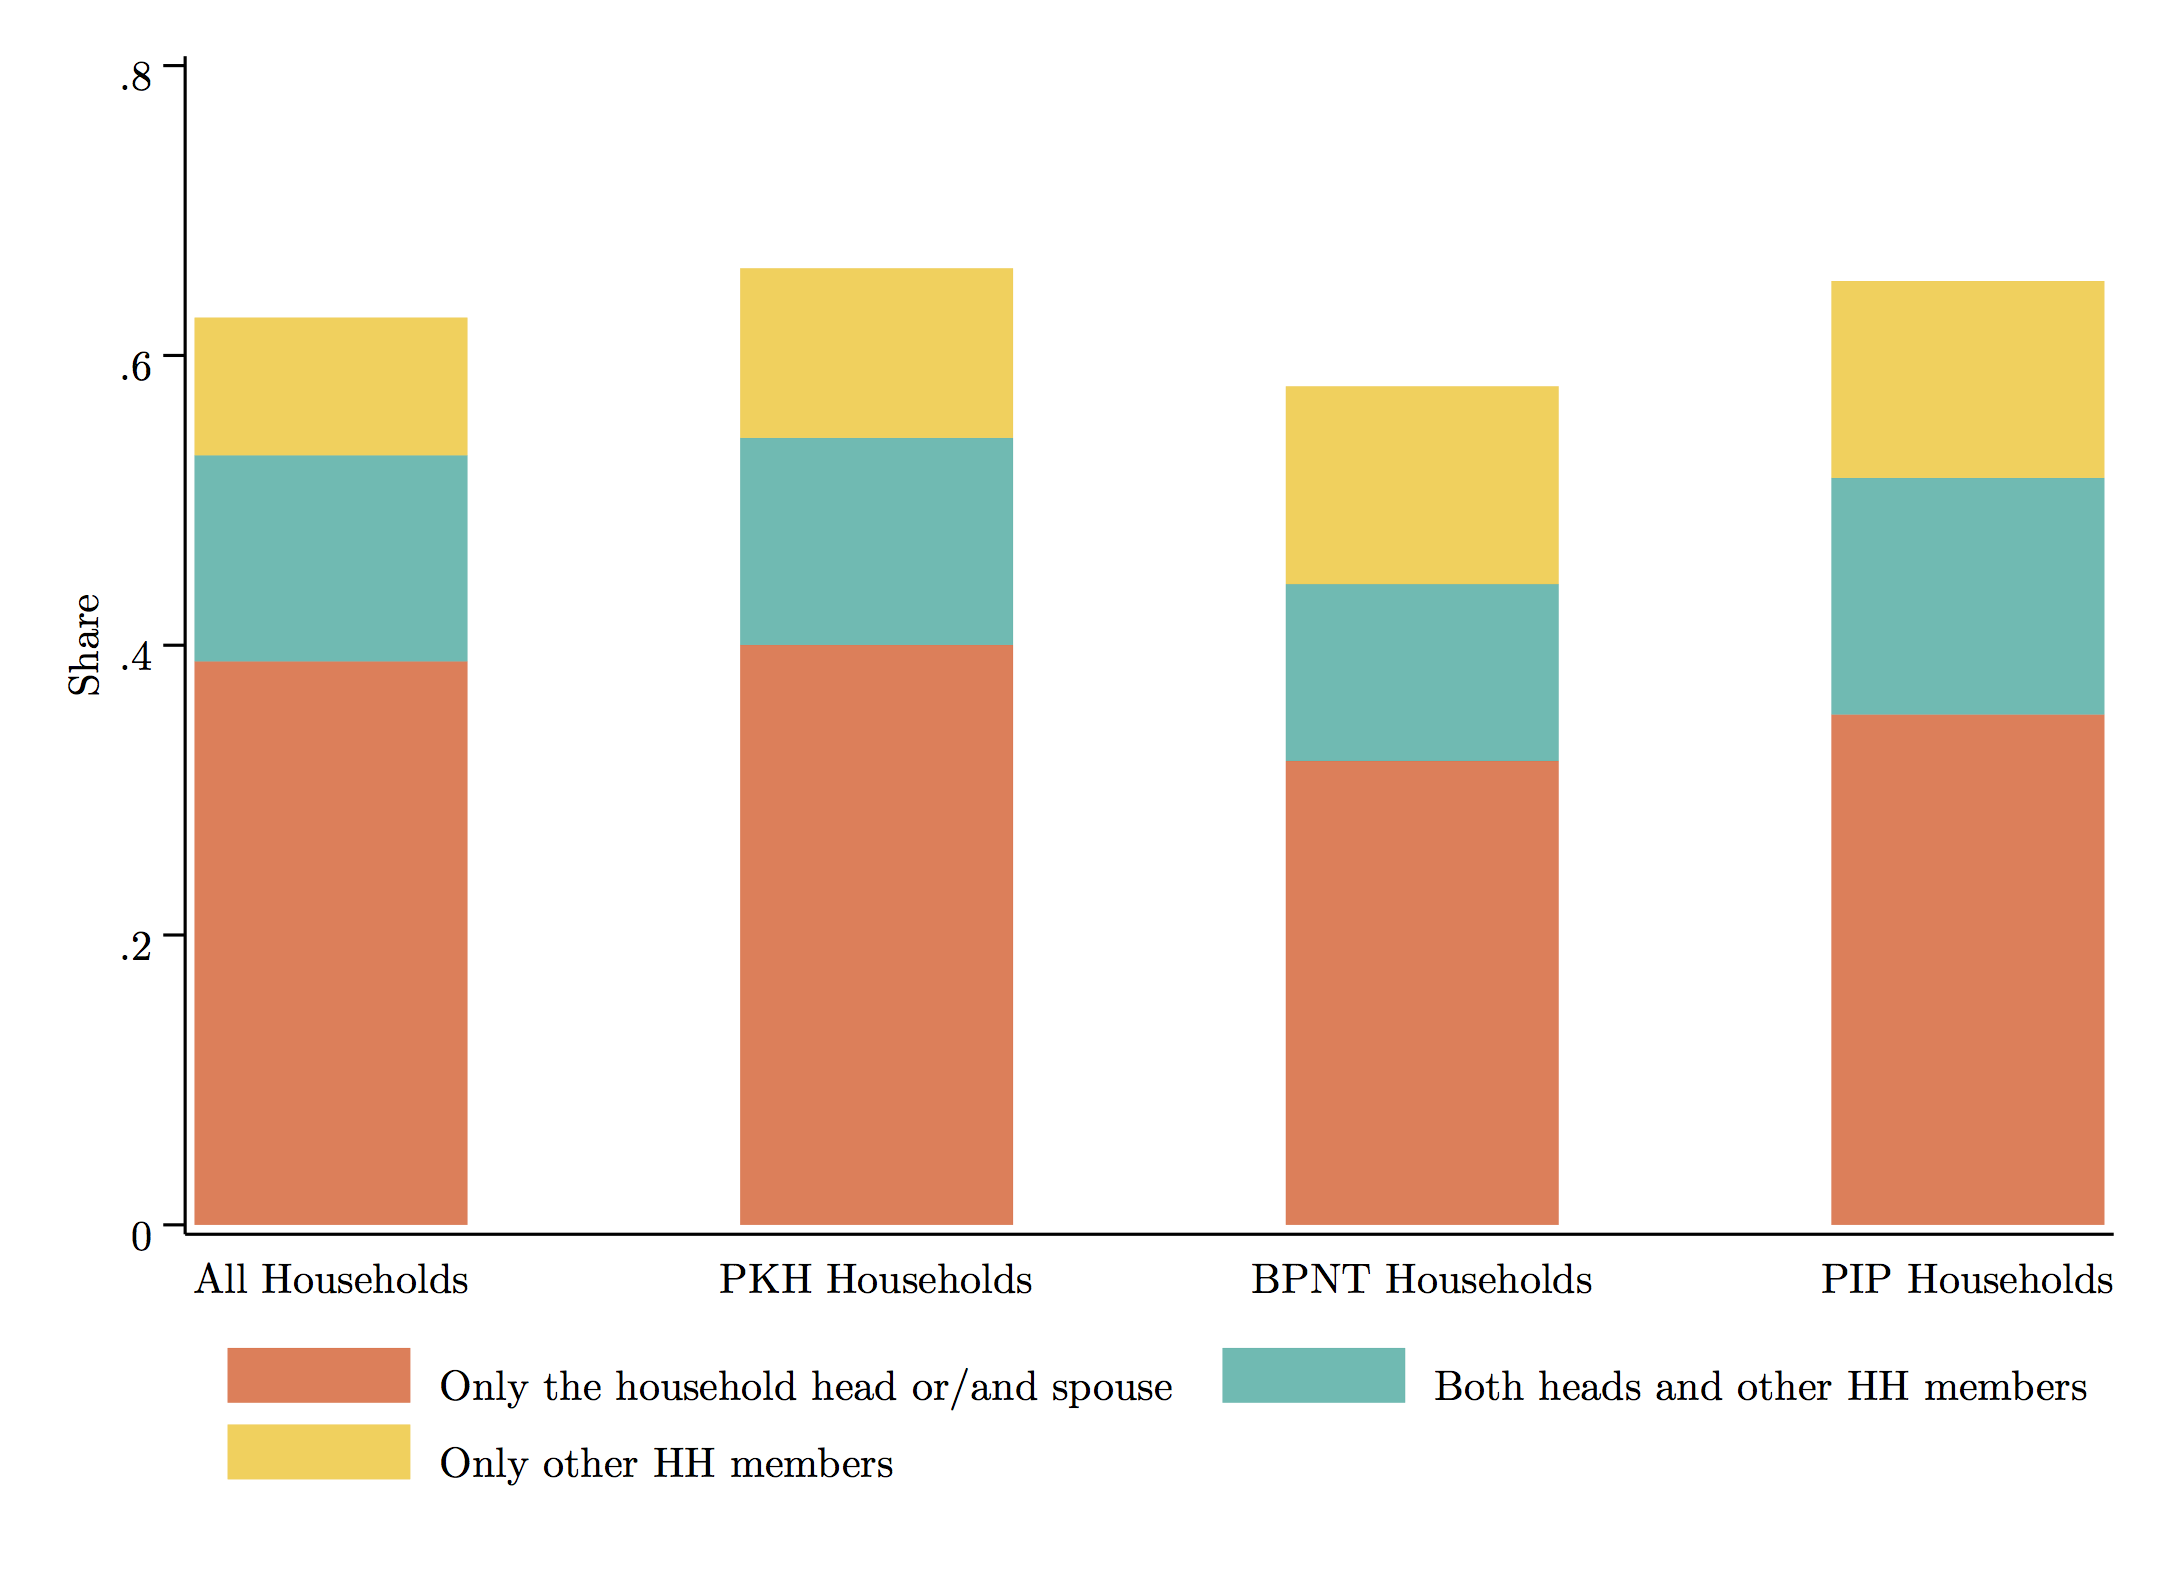 .8
.6
.4
.2
0
Share
All Households
PKH Households
BPNT Households
PIP Households
Only the household head or/and spouse
Both heads and other HH members
Only other HH members